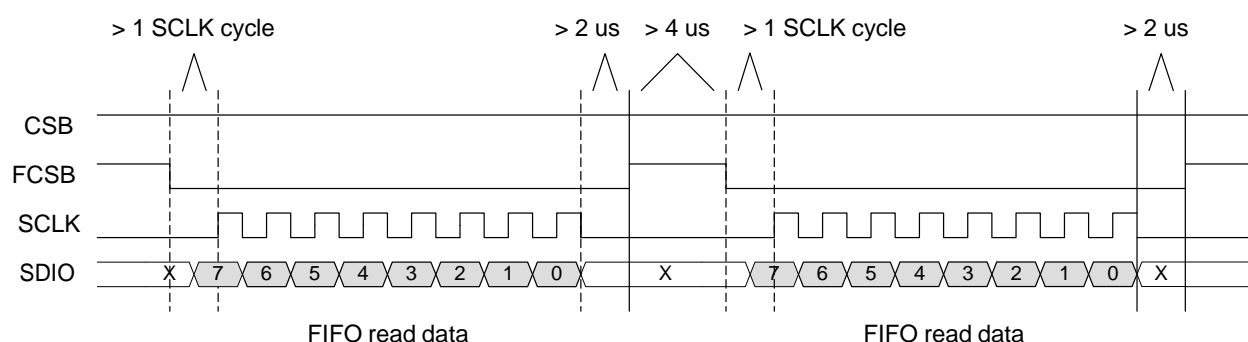 > 1 SCLK cycle > 2 us > 4 us > 1 SCLK cycle > 2 us
CSB
FCSB
SCLK
SDIO X 7 6 5 4 3 2 1 0 X 7 6 5 4 3 2 1 0 X
FIFO read data FIFO read data